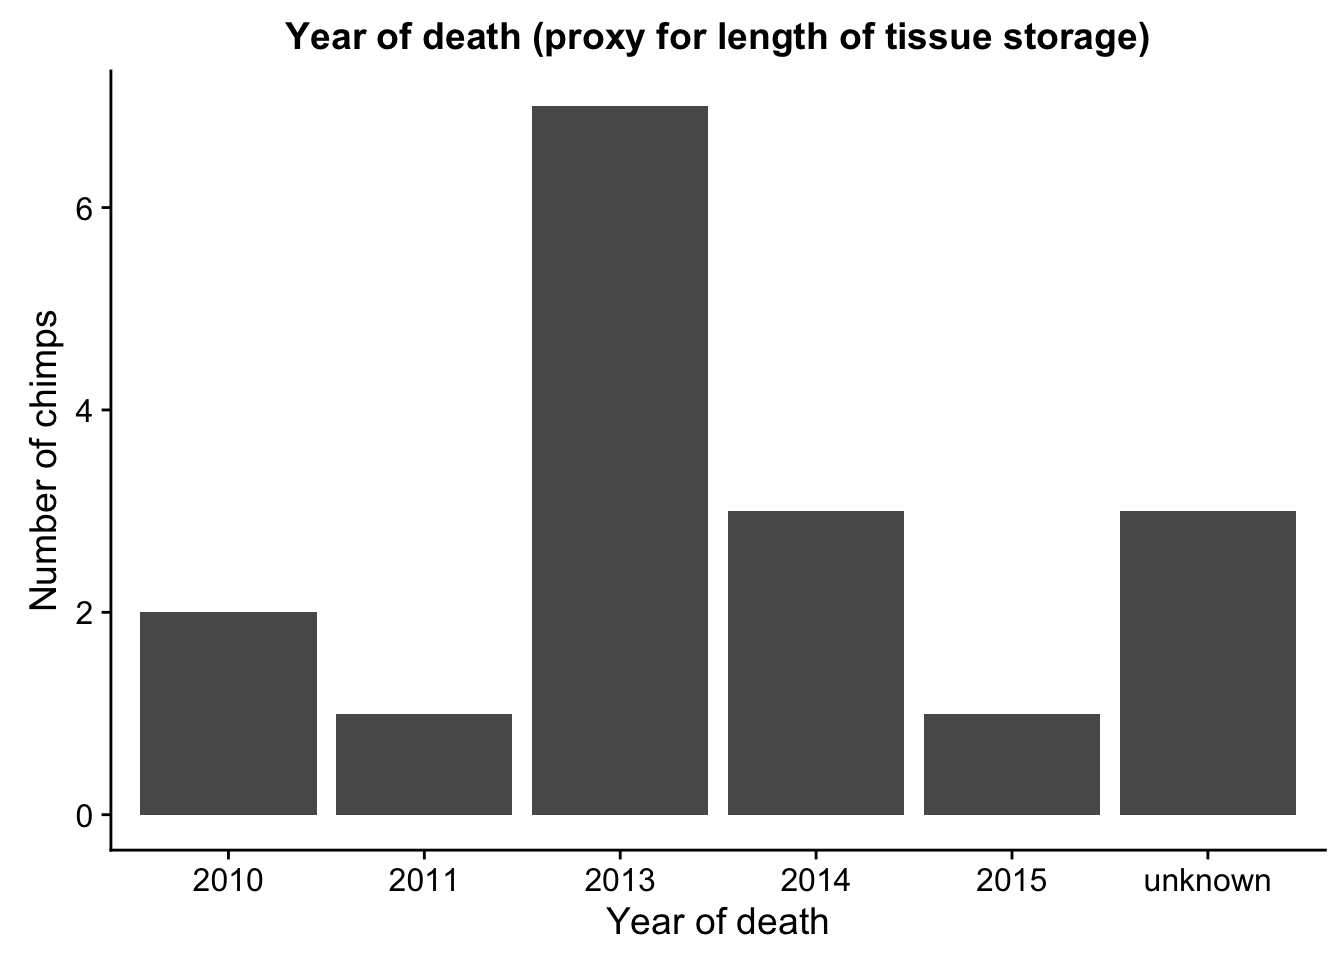 Year of death (proxy for length of tissue storage)
Number of chimps
6
4
2
0
2010 2011 2013 2014 2015 unknown
Year of death